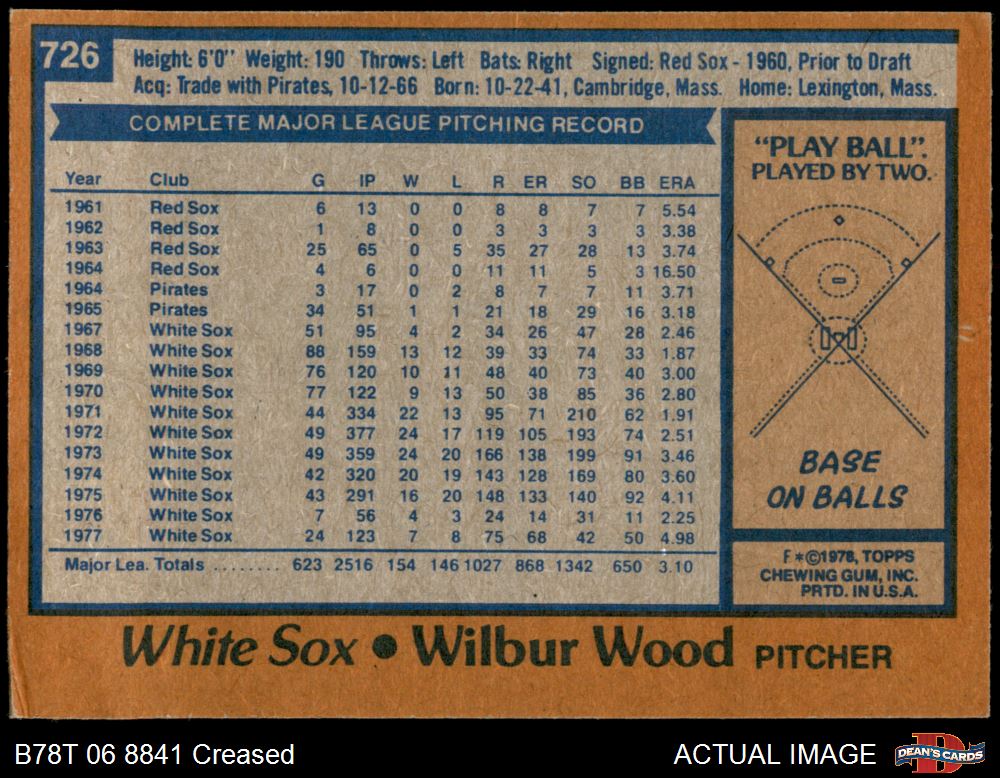 726
Height: 6'0" Weight: 190 Throws: Left Bats: Right Signed: Red Sox - 1960, Prior to Draft
Acq: Trade with Pirates, 10-12-66 Born: 10-22-41, Cambridge, Mass. Home: Lexington, Mass.
COMPLETE MAJOR LEAGUE PITCHING RECORD
Year Club G IP W L R ER SO BB ERA
1961 Red Sox 6 13 0 0 8 8 7 7 5.54
1962 Red Sox 1 8 0 0 3 3 3 3 3.38
1963 Red Sox 25 65 0 5 35 27 28 13 3.74
1964 Red Sox 4 6 0 0 11 11 5 3 16.50
1964 Pirates 3 17 0 2 8 7 7 11 3.71
1965 Pirates 34 51 1 1 21 18 29 16 3.18
1967 White Sox 51 95 4 2 34 26 47 28 2.46
1968 White Sox 88 159 13 12 39 33 74 33 1.87
1969 White Sox 76 120 10 11 48 40 73 40 3.00
1970 White Sox 77 122 9 13 50 38 85 36 2.80
1971 White Sox 44 334 22 13 95 71 210 62 1.91
1972 White Sox 49 377 24 17 119 105 193 74 2.51
1973 White Sox 49 359 24 20 166 138 199 91 3.46
1974 White Sox 42 320 20 19 143 128 169 80 3.60
1975 White Sox 43 291 16 20 148 133 140 92 4.11
1976 White Sox 7 56 4 3 24 14 31 11 2.25
1977 White Sox 24 123 7 8 75 68 42 50 4.98
Major Lea. Totals ........ 623 2516 154 146 1027 868 1342 650 3.10
"PLAY BALL".
PLAYED BY TWO.
BASE
ON BALLS
F*©1978, TOPPS
CHEWING GUM, INC.
PRTD. IN U.S.A.
White Sox ● Wilbur Wood PITCHER
B78T 06 8841 Creased
ACTUAL IMAGE
DEAN'S CARDS